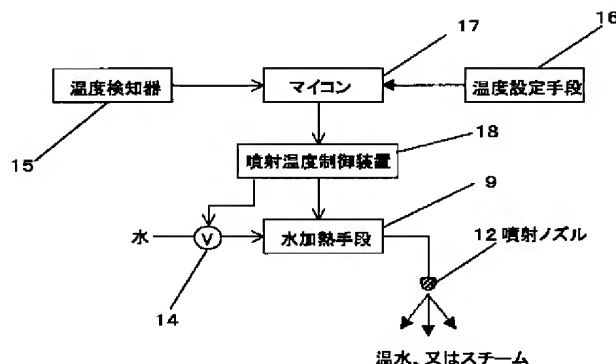 16
17
温度検知器
マイコン
温度設定手段
15
18
噴射温度制御装置
9
水
V
水加熱手段
12 噴射ノズル
14
温水、又はスチーム